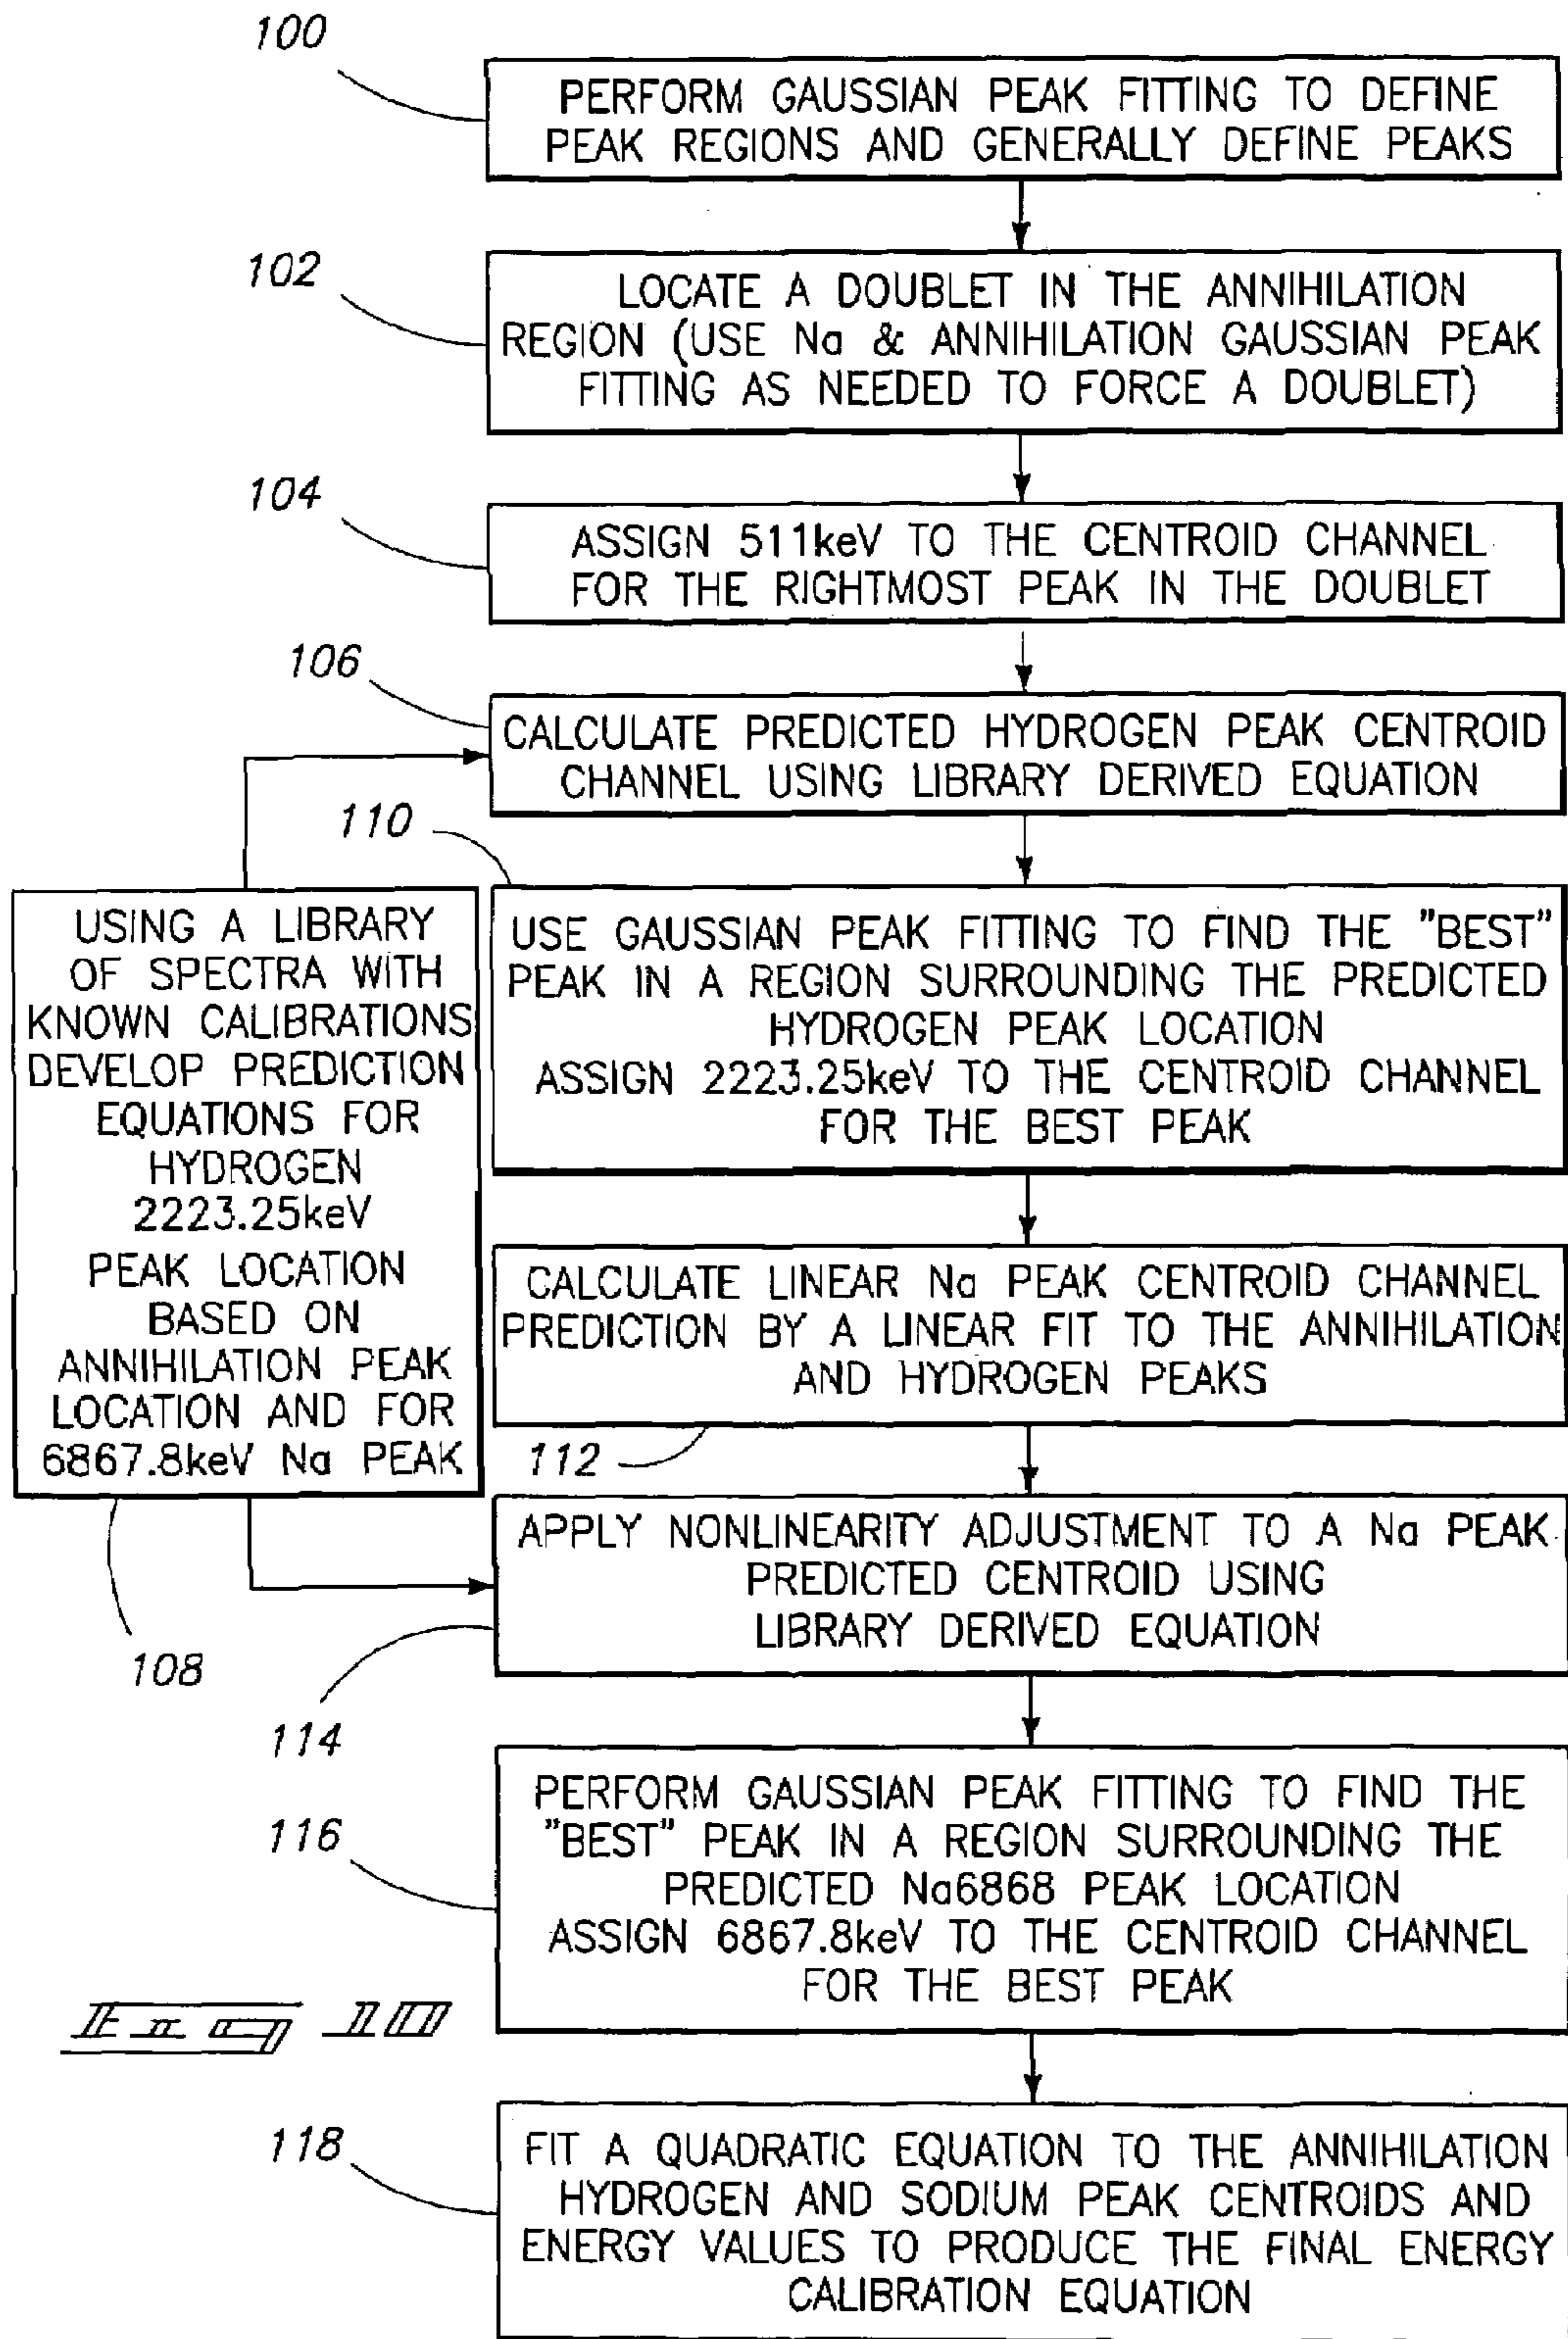 100
PERFORM GAUSSIAN PEAK FITTING TO DEFINE
PEAK REGIONS AND GENERALLY DEFINE PEAKS
102
LOCATE A DOUBLET IN THE ANNIHILATION
REGION (USE Na & ANNIHILATION GAUSSIAN PEAK
FITTING AS NEEDED TO FORCE A DOUBLET)
104
ASSIGN 511keV TO THE CENTROID CHANNEL
FOR THE RIGHTMOST PEAK IN THE DOUBLET
106
CALCULATE PREDICTED HYDROGEN PEAK CENTROID
CHANNEL USING LIBRARY DERIVED EQUATION
110
USE GAUSSIAN PEAK FITTING TO FIND THE "BEST"
PEAK IN A REGION SURROUNDING THE PREDICTED
HYDROGEN PEAK LOCATION
ASSIGN 2223.25keV TO THE CENTROID CHANNEL
FOR THE BEST PEAK
USING A LIBRARY
OF SPECTRA WITH
KNOWN CALIBRATIONS
DEVELOP PREDICTION
EQUATIONS FOR
HYDROGEN
2223.25keV
PEAK LOCATION
BASED ON
ANNIHILATION PEAK
LOCATION AND FOR
6867.8keV Na PEAK
108
CALCULATE LINEAR Na PEAK CENTROID CHANNEL
PREDICTION BY A LINEAR FIT TO THE ANNIHILATION
AND HYDROGEN PEAKS
112
APPLY NONLINEARITY ADJUSTMENT TO A Na PEAK
PREDICTED CENTROID USING
LIBRARY DERIVED EQUATION
114
PERFORM GAUSSIAN PEAK FITTING TO FIND THE
"BEST" PEAK IN A REGION SURROUNDING THE
PREDICTED Na6868 PEAK LOCATION
ASSIGN 6867.8keV TO THE CENTROID CHANNEL
FOR THE BEST PEAK
116
FIT A QUADRATIC EQUATION TO THE ANNIHILATION
HYDROGEN AND SODIUM PEAK CENTROIDS AND
ENERGY VALUES TO PRODUCE THE FINAL ENERGY
CALIBRATION EQUATION
118
Fig 10